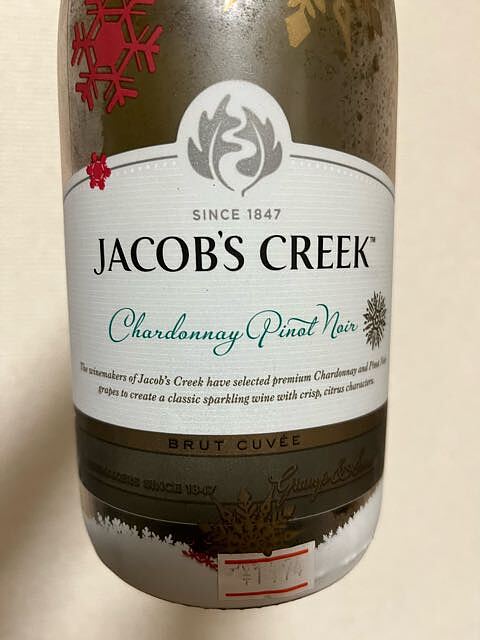 SINCE 1847
JACOB'S CREEK™
Chardonnay Pinot Noir
The winemakers of Jacob's Creek have selected premium Chardonnay and Pinot Noir
grapes to create a classic sparkling wine with crisp, citrus characters.
BRUT CUVÉE
WINEMAKERS SINCE 1847